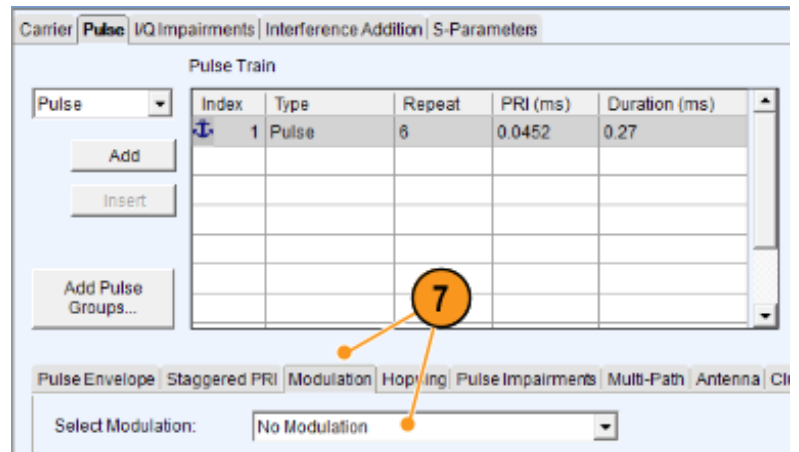 Carrier Pulse I/Q Impairments Interference Addition S-Parameters
Pulse Train
Pulse
Index Type Repeat PRI (ms) Duration (ms)
1 Pulse 6 0.0452 0.27
Add
Insert
Add Pulse
Groups...
7
Pulse Envelope Staggered PRI Modulation Hopping Pulse Impairments Multi-Path Antenna
Select Modulation: No Modulation